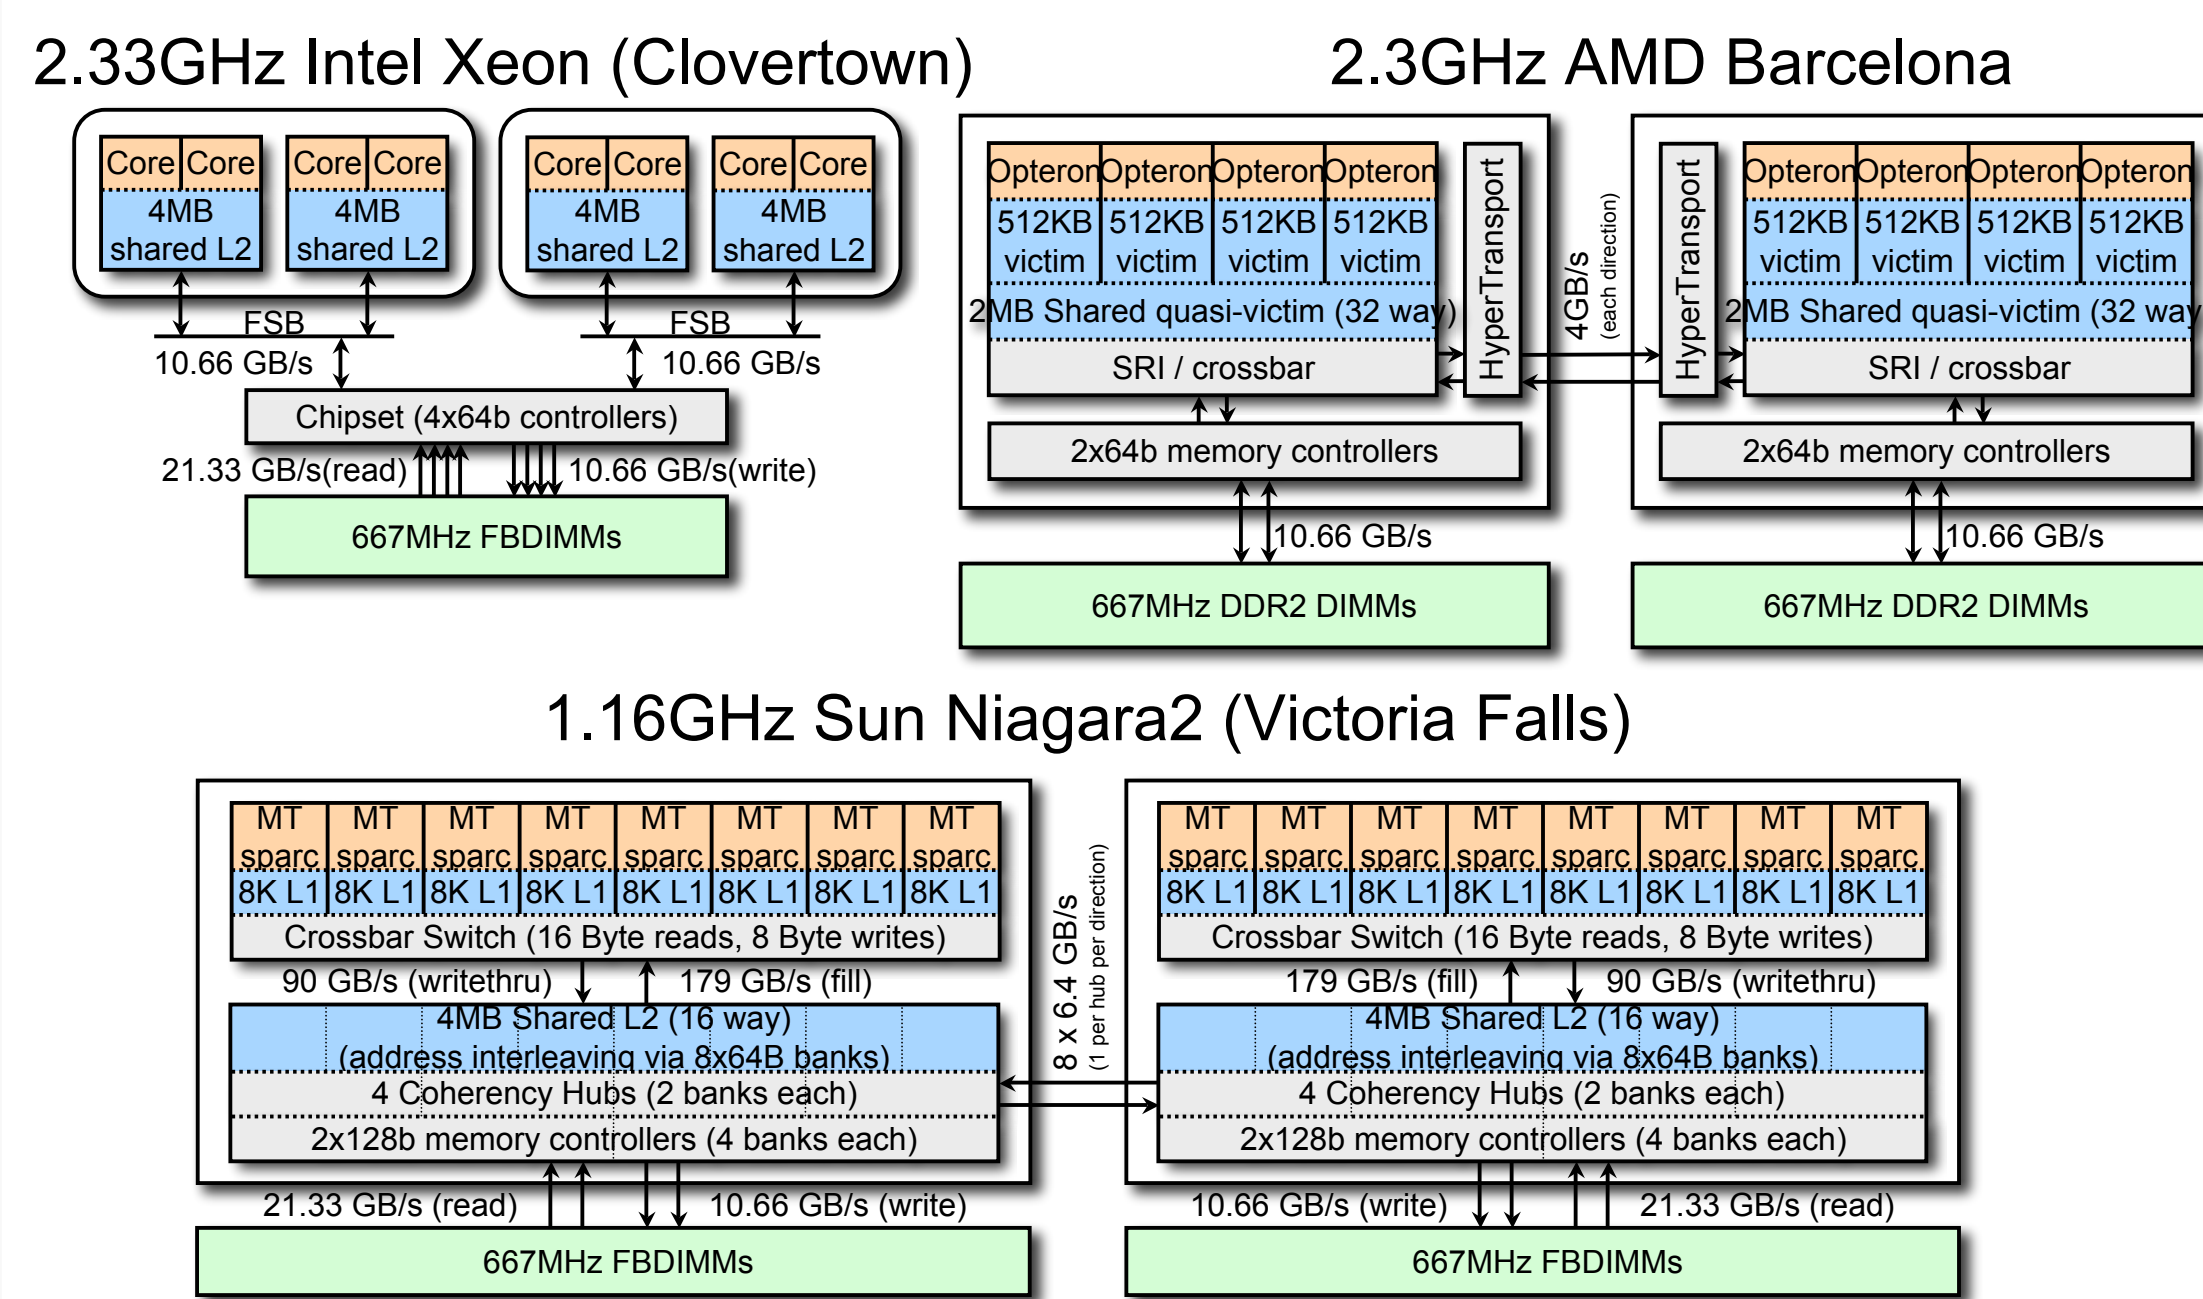 2.33GHz Intel Xeon (Clovertown)
Core Core Core Core Core Core Core Core
4MB 4MB 4MB 4MB
shared L2 shared L2 shared L2 shared L2
FSB FSB
10.66 GB/s 10.66 GB/s
Chipset (4x64b controllers)
21.33 GB/s(read) 10.66 GB/s(write)
667MHz FBDIMMs
2.3GHz AMD Barcelona
Opteron Opteron Opteron Opteron
512KB 512KB 512KB 512KB
victim victim victim victim
2MB Shared quasi-victim (32 way)
SRI / crossbar
HyperTransport
2x64b memory controllers
10.66 GB/s
667MHz DDR2 DIMMs
4GB/s
(each direction)
HyperTransport
Opteron Opteron Opteron Opteron
512KB 512KB 512KB 512KB
victim victim victim victim
2MB Shared quasi-victim (32 way
SRI / crossbar
2x64b memory controllers
10.66 GB/s
667MHz DDR2 DIMMs
1.16GHz Sun Niagara2 (Victoria Falls)
MT MT MT MT MT MT MT MT
sparc sparc sparc sparc sparc sparc sparc sparc
8K L1 8K L1 8K L1 8K L1 8K L1 8K L1 8K L1 8K L1
Crossbar Switch (16 Byte reads, 8 Byte writes)
90 GB/s (writethru) 179 GB/s (fill)
4MB Shared L2 (16 way)
(address interleaving via 8x64B banks)
4 Coherency Hubs (2 banks each)
2x128b memory controllers (4 banks each)
21.33 GB/s (read) 10.66 GB/s (write)
667MHz FBDIMMs
8 x 6.4 GB/s
(1 per hub per direction)
MT MT MT MT MT MT MT MT
sparc sparc sparc sparc sparc sparc sparc sparc
8K L1 8K L1 8K L1 8K L1 8K L1 8K L1 8K L1 8K L1
Crossbar Switch (16 Byte reads, 8 Byte writes)
179 GB/s (fill) 90 GB/s (writethru)
4MB Shared L2 (16 way)
(address interleaving via 8x64B banks)
4 Coherency Hubs (2 banks each)
2x128b memory controllers (4 banks each)
10.66 GB/s (write) 21.33 GB/s (read)
667MHz FBDIMMs